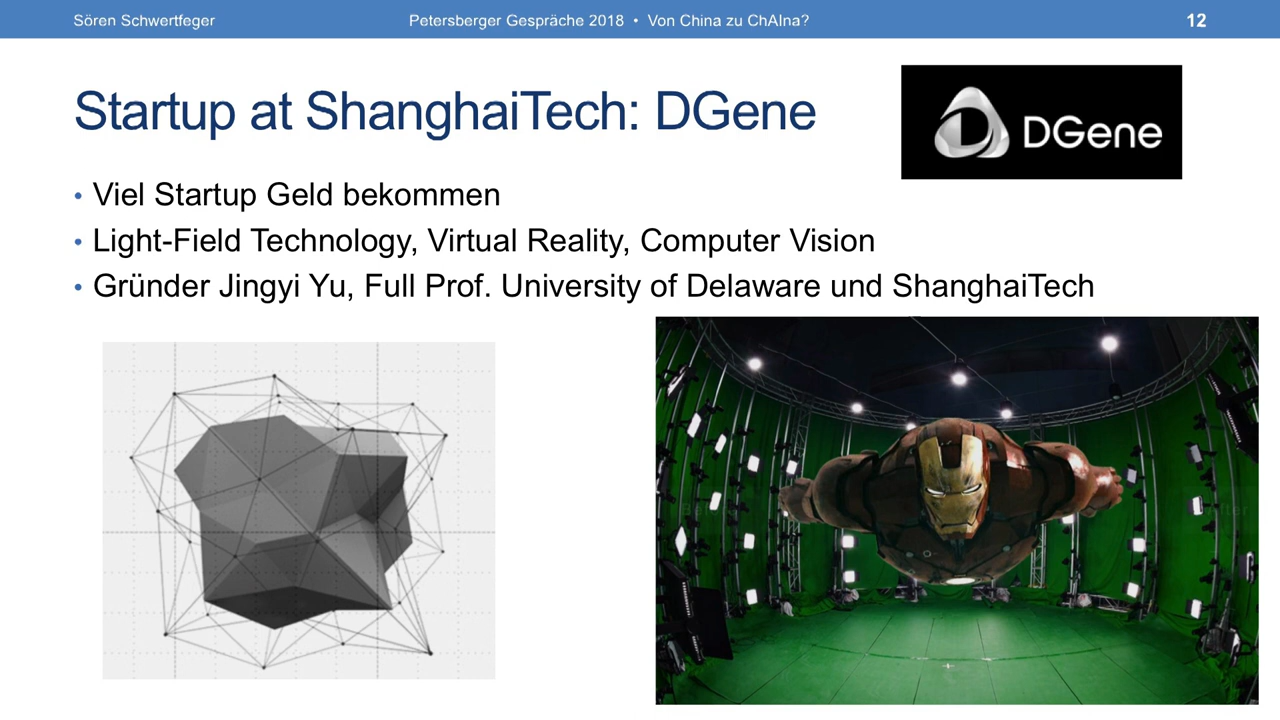 Sören Schwertfeger
Petersberger Gespräche 2018 • Von China zu ChAIna?
12
Startup at ShanghaiTech: DGene
DGene
• Viel Startup Geld bekommen
• Light-Field Technology, Virtual Reality, Computer Vision
• Gründer Jingyi Yu, Full Prof. University of Delaware und ShanghaiTech
After